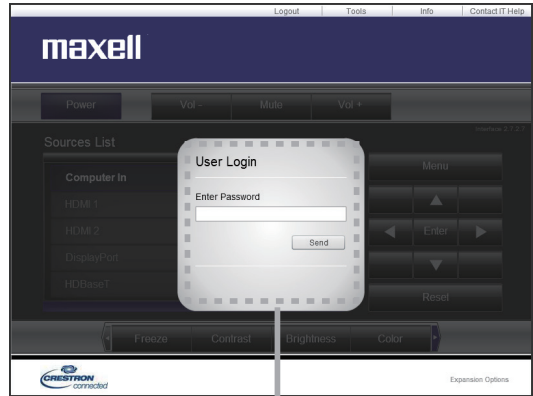 Logout Tools Info Contact IT Help
maxell
Power Vol - Mute Vol +
Interface 2.7.2.7
Sources List
User Login
Menu
Computer In
Enter Password
HDMI 1
HDMI 2
Send
Enter
DisplayPort
HDBaseT
Reset
Freeze Contrast Brightness Color
CRESTRON
connected
Expansion Options